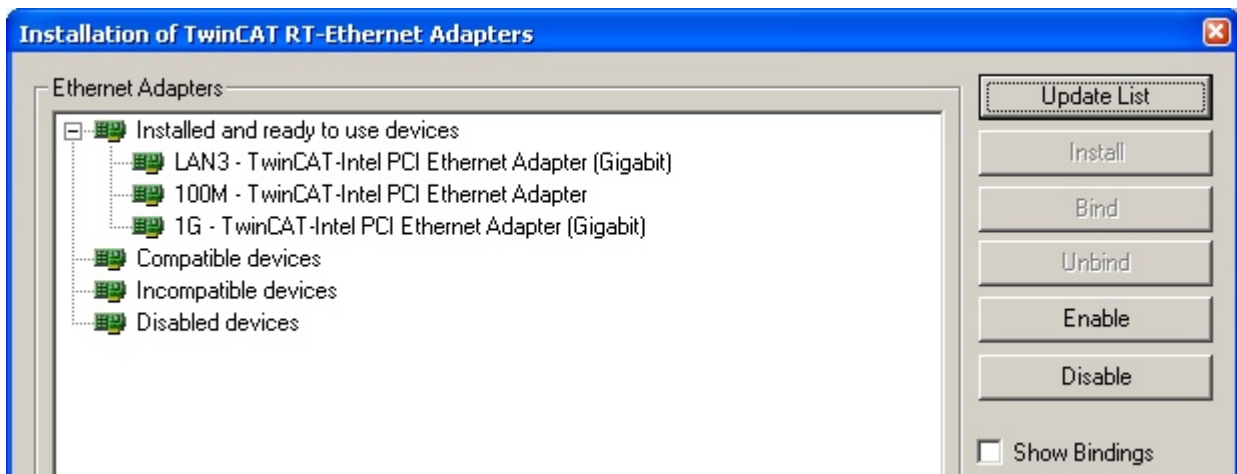 Installation of TwinCAT RT-Ethernet Adapters
Ethernet Adapters
Installed and ready to use devices
LAN3 - TwinCAT-Intel PCI Ethernet Adapter (Gigabit)
100M - TwinCAT-Intel PCI Ethernet Adapter
1G - TwinCAT-Intel PCI Ethernet Adapter (Gigabit)
Compatible devices
Incompatible devices
Disabled devices
Update List
Install
Bind
Unbind
Enable
Disable
Show Bindings